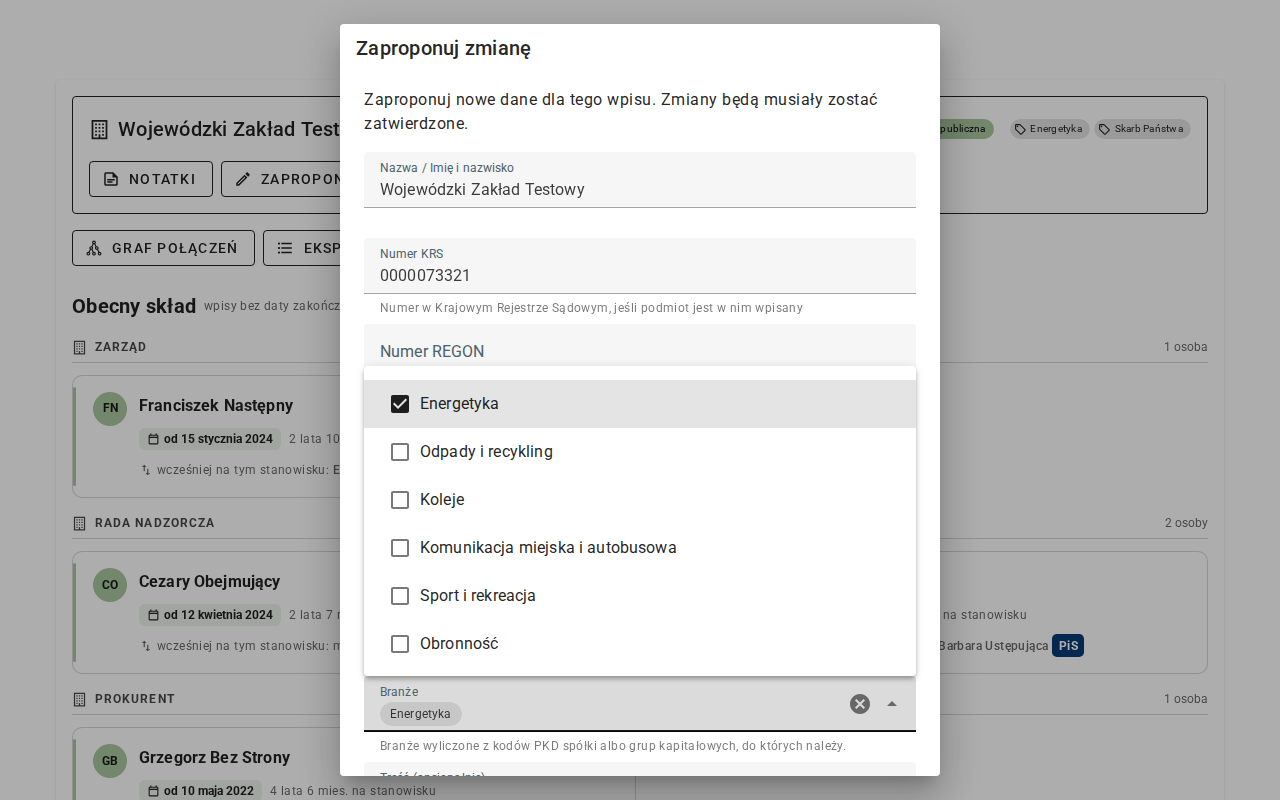 Zaproponuj zmianę
Zaproponuj nowe dane dla tego wpisu. Zmiany będą musiały zostać
zatwierdzone.
Nazwa / Imię i nazwisko
Wojewódzki Zakład Testowy
Numer KRS
0000073321
Numer w Krajowym Rejestrze Sądowym, jeśli podmiot jest w nim wpisany
Numer REGON
Energetyka
Odpady i recykling
Koleje
Komunikacja miejska i autobusowa
Sport i rekreacja
Obronność
Branże
Energetyka
Branże wyliczone z kodów PKD spółki albo grup kapitałowych, do których należy.
Wojewódzki Zakład
publiczna
Energetyka
Skarb Państwa
NOTATKI
GRAF POŁĄCZEŃ
Obecny skład
wpisy bez daty
ZARZĄD
1 osoba
FN
Franciszek Następny
od 15 stycznia 2024
2 lata 10
wcześniej na tym stanowisku:
RADA NADZORCZA
2 osoby
CO
Cezary Obejmujący
od 12 kwietnia 2024
2 lata 7
wcześniej na tym stanowisku:
na stanowisku
Barbara Ustępująca PiS
PROKURENT
1 osoba
GB
Grzegorz Bez Strony
od 10 maja 2022
4 lata 6 mies. na stanowisku